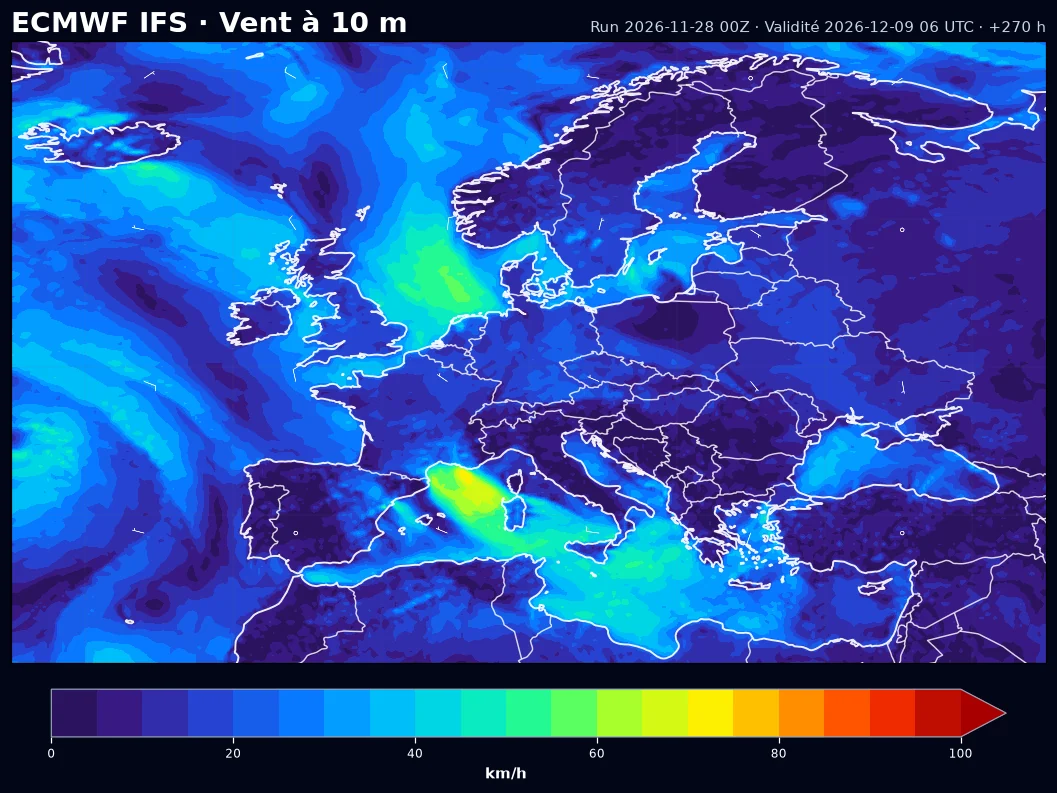 ECMWF IFS · Vent à 10 m
Run 2026-11-28 00Z · Validité 2026-12-09 06 UTC · +270 h
0 20 40 60 80 100
km/h